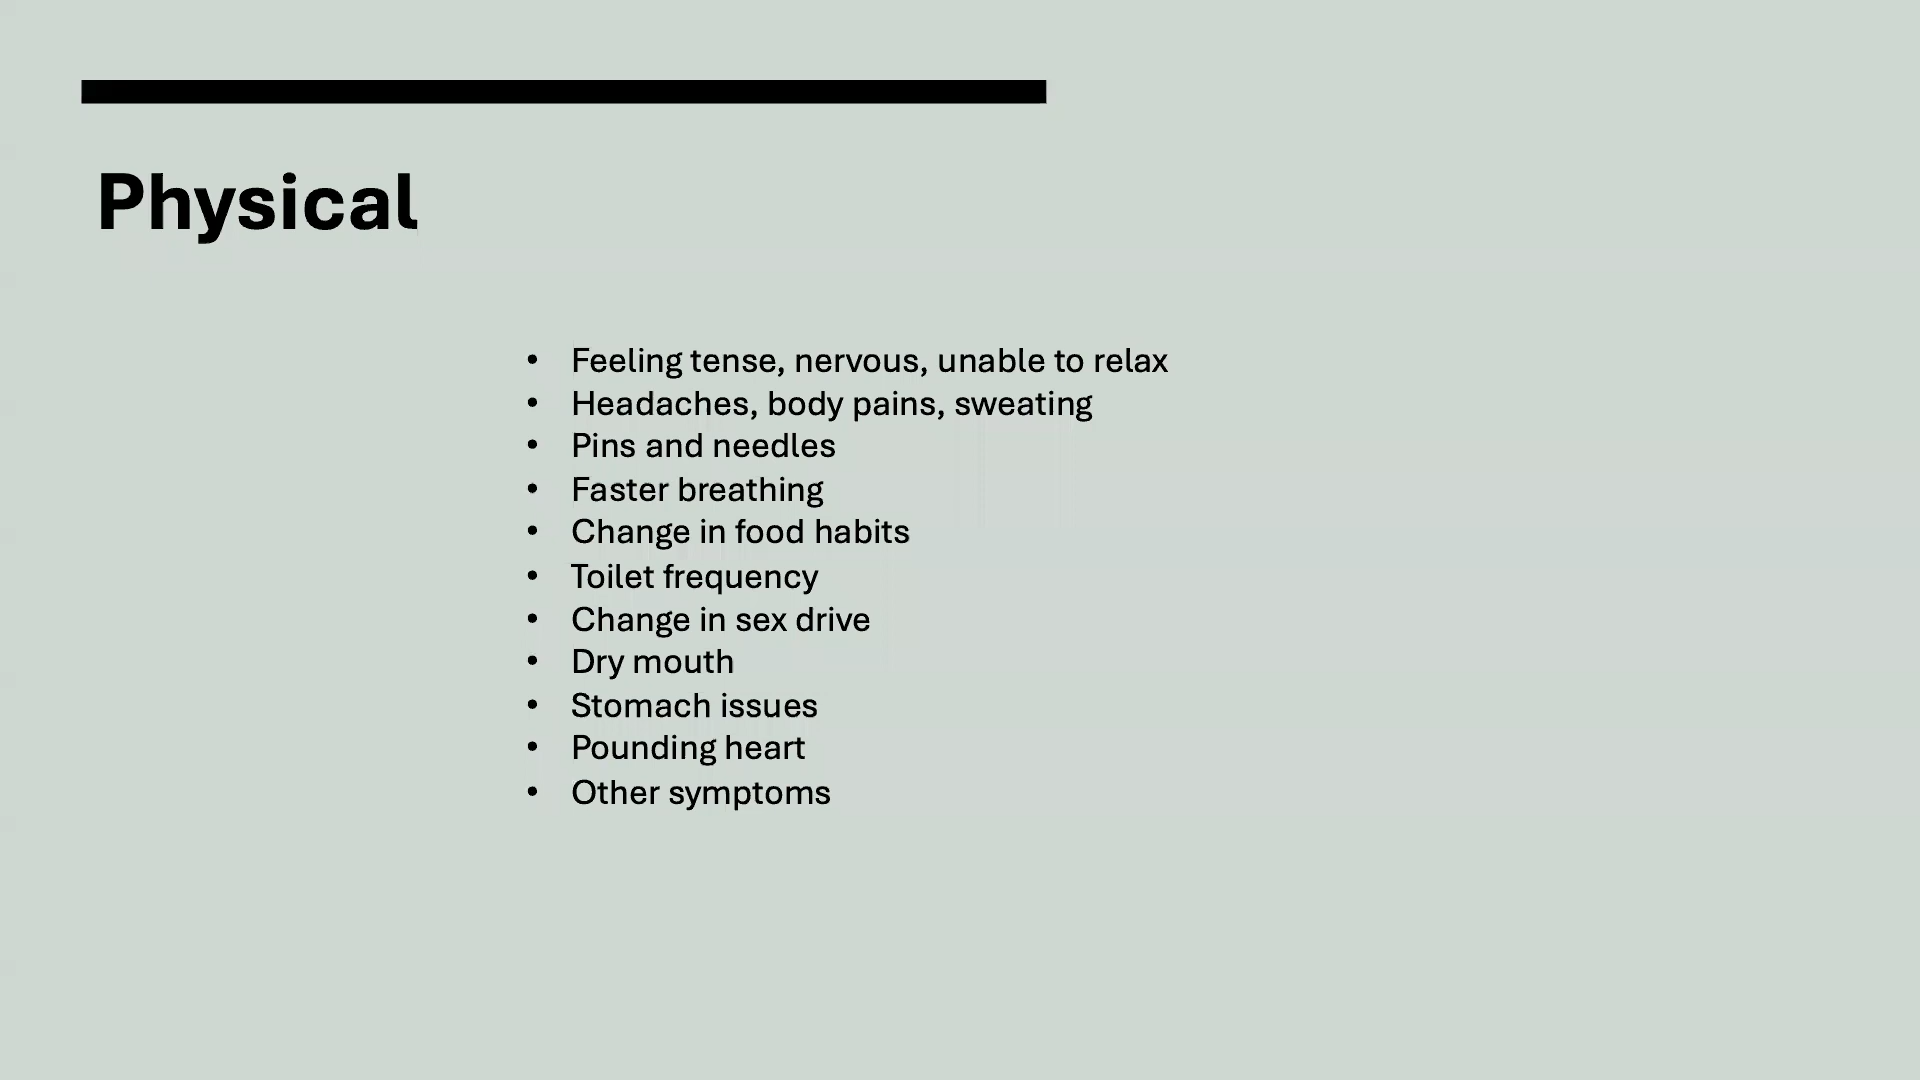 Physical
• Feeling tense, nervous, unable to relax
• Headaches, body pains, sweating
• Pins and needles
• Faster breathing
• Change in food habits
• Toilet frequency
• Change in sex drive
• Dry mouth
• Stomach issues
• Pounding heart
• Other symptoms